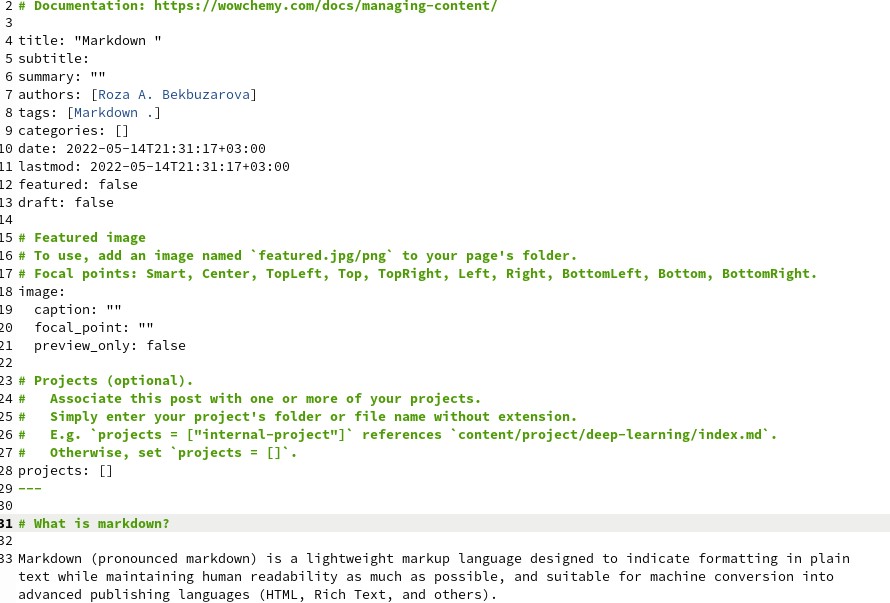 2 # Documentation: https://wowchemy.com/docs/managing-content/
3
4 title: "Markdown "
5 subtitle:
6 summary: ""
7 authors: [Roza A. Bekbuzarova]
8 tags: [Markdown .]
9 categories: []
10 date: 2022-05-14T21:31:17+03:00
11 lastmod: 2022-05-14T21:31:17+03:00
12 featured: false
13 draft: false
14
15 # Featured image
16 # To use, add an image named `featured.jpg/png` to your page's folder.
17 # Focal points: Smart, Center, TopLeft, Top, TopRight, Left, Right, BottomLeft, Bottom, BottomRight.
18 image:
19   caption: ""
20   focal_point: ""
21   preview_only: false
22
23 # Projects (optional).
24 #   Associate this post with one or more of your projects.
25 #   Simply enter your project's folder or file name without extension.
26 #   E.g. `projects = ["internal-project"]` references `content/project/deep-learning/index.md`.
27 #   Otherwise, set `projects = []`.
28 projects: []
29 ---
30
31 # What is markdown?
32
33 Markdown (pronounced markdown) is a lightweight markup language designed to indicate formatting in plain
text while maintaining human readability as much as possible, and suitable for machine conversion into
advanced publishing languages (HTML, Rich Text, and others).